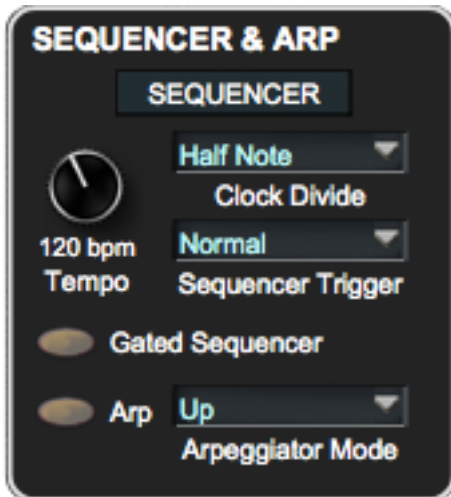 SEQUENCER & ARP
SEQUENCER
Half Note
Clock Divide
120 bpm
Tempo
Normal
Sequencer Trigger
Gated Sequencer
Arp
Up
Arpeggiator Mode